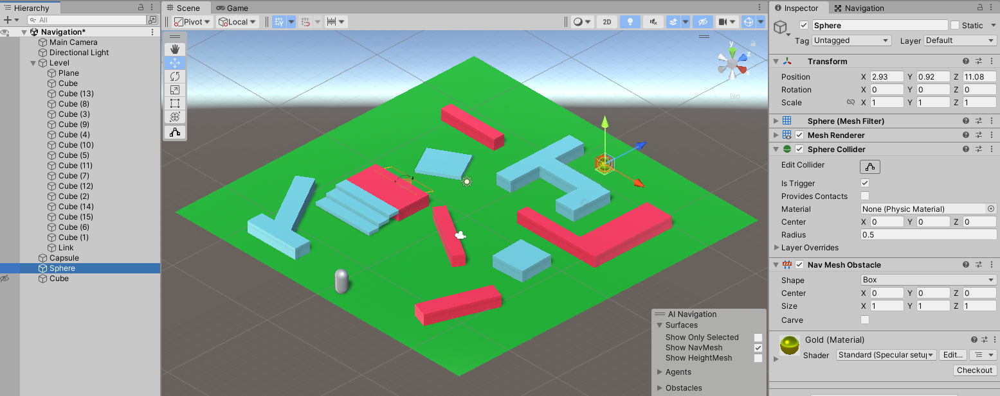 Hierarchy
All
Navigation*
Main Camera
Directional Light
Level
Plane
Cube
Cube (13)
Cube (8)
Cube (3)
Cube (9)
Cube (4)
Cube (10)
Cube (5)
Cube (11)
Cube (7)
Cube (12)
Cube (2)
Cube (14)
Cube (15)
Cube (6)
Cube (1)
Link
Capsule
Sphere
Cube
Scene Game
Pivot Local 2D
y
z
x
Iso
AI Navigation
Surfaces
Show Only Selected
Show NavMesh
Show HeightMesh
Agents
Obstacles
Inspector Navigation
Sphere Static
Tag Untagged Layer Default
Transform
Position X 2.93 Y 0.92 Z 11.08
Rotation X 0 Y 0 Z 0
Scale X 1 Y 1 Z 1
Sphere (Mesh Filter)
Mesh Renderer
Sphere Collider
Edit Collider
Is Trigger
Provides Contacts
Material None (Physic Material)
Center X 0 Y 0 Z 0
Radius 0.5
Layer Overrides
Nav Mesh Obstacle
Shape Box
Center X 0 Y 0 Z 0
Size X 1 Y 1 Z 1
Carve
Gold (Material)
Shader Standard (Specular setup Edit...
Checkout